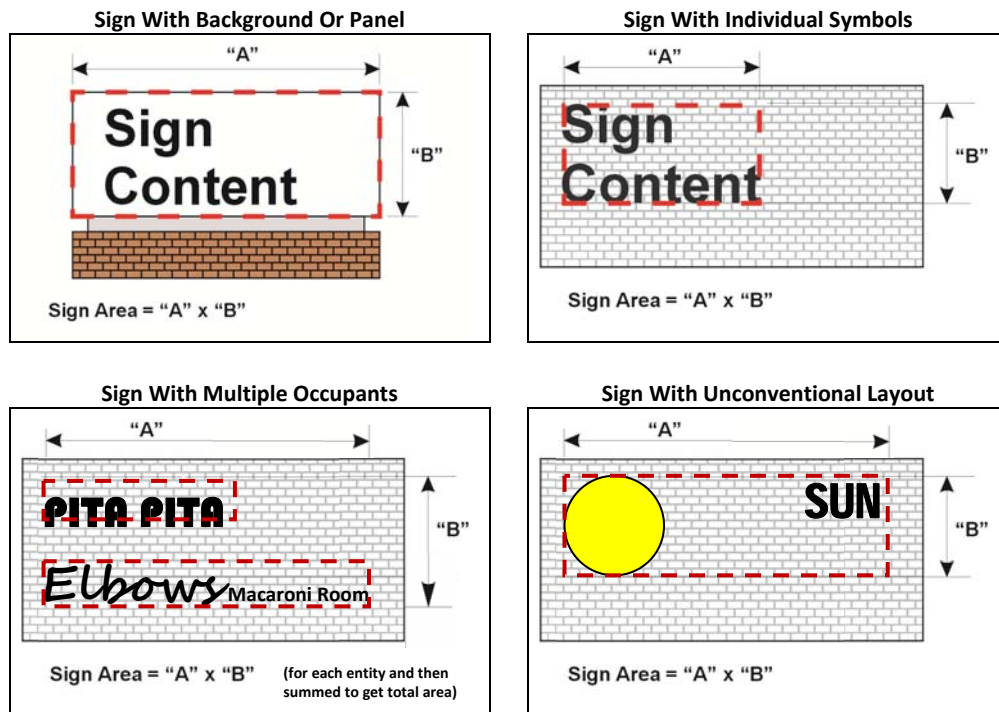 Sign With Background Or Panel
"A"
Sign
Content
"B"
Sign Area = "A" x "B"
Sign With Individual Symbols
"A"
Sign
Content
"B"
Sign Area = "A" x "B"
Sign With Multiple Occupants
"A"
PITA PITA
Elbows Macaroni Room
"B"
Sign Area = "A" x "B"
(for each entity and then
summed to get total area)
Sign With Unconventional Layout
"A"
SUN
"B"
Sign Area = "A" x "B"